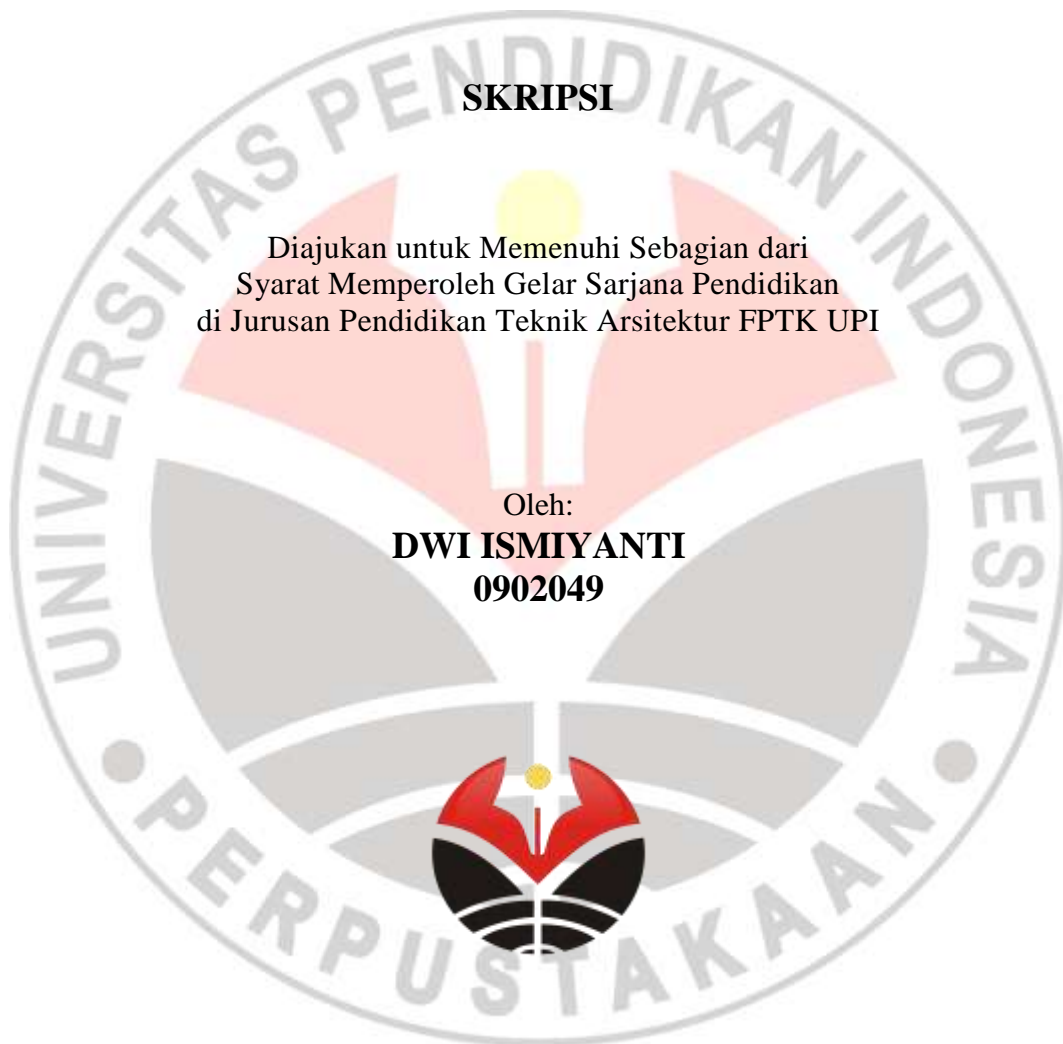 SKRIPSI
Diajukan untuk Memenuhi Sebagian dari
Syarat Memperoleh Gelar Sarjana Pendidikan
di Jurusan Pendidikan Teknik Arsitektur FPTK UPI
Oleh:
DWI ISMIYANTI
0902049
UNIVERSITAS PENDIDIKAN INDONESIA
PERPUSTAKAAN